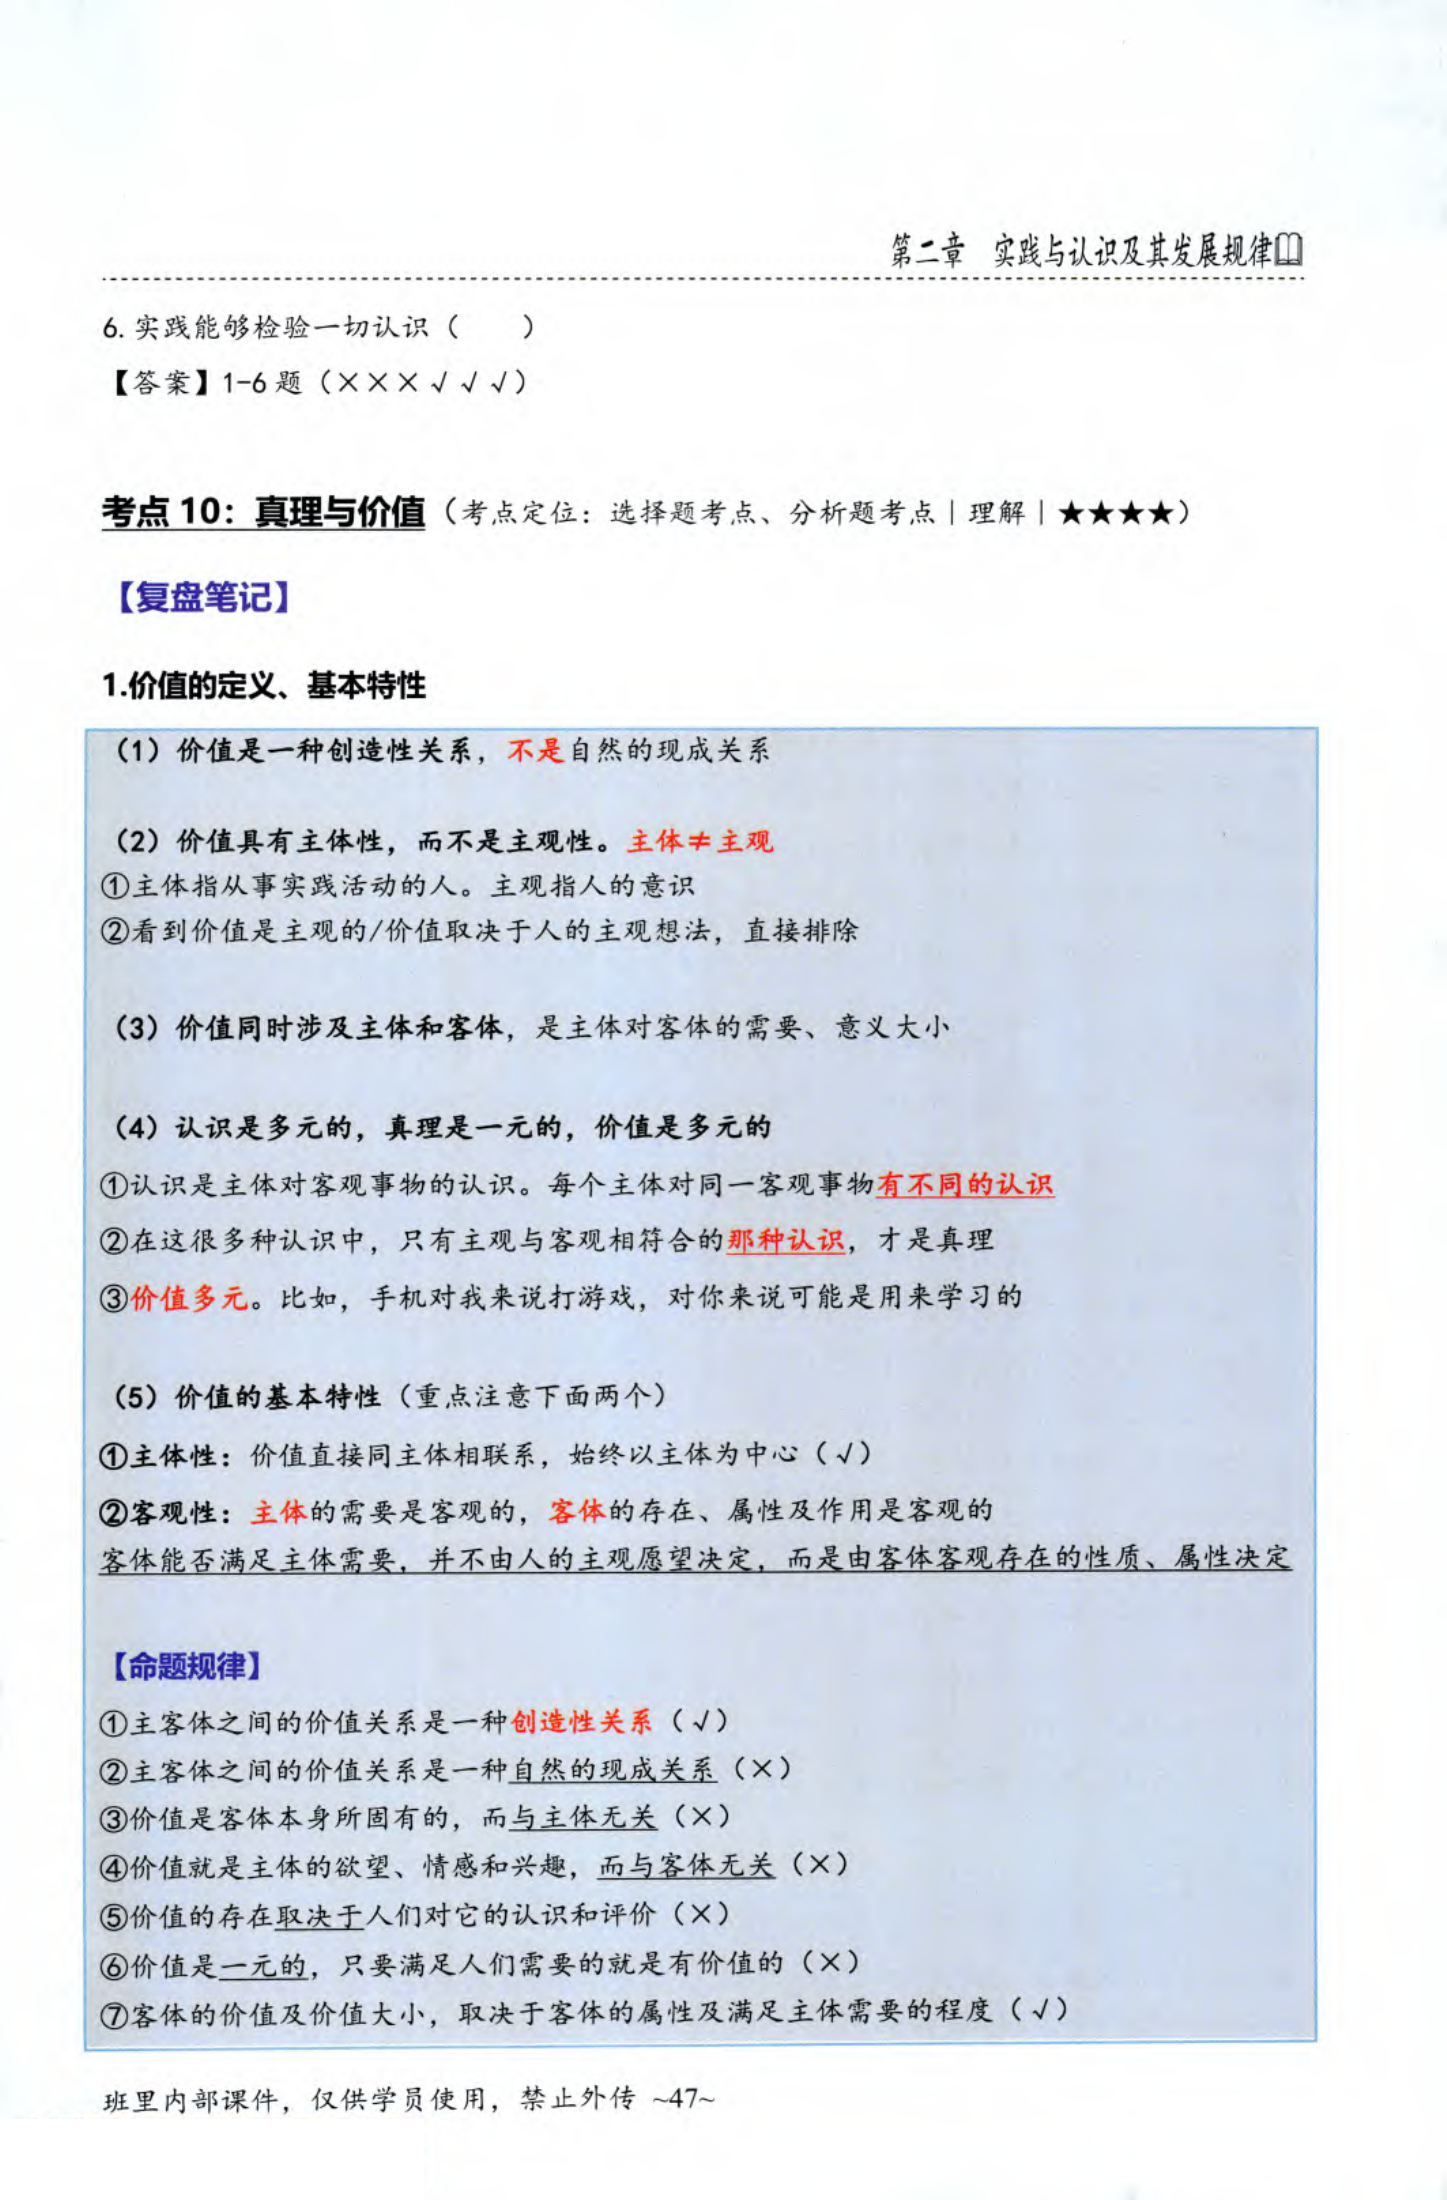 第二章　实践与认识及其发展规律
6. 实践能够检验一切认识（　　）
【答案】1-6 题（×××√√√）
考点 10：真理与价值（考点定位：选择题考点、分析题考点 | 理解 | ★★★★）
【复盘笔记】
1.价值的定义、基本特性
（1）价值是一种创造性关系，不是自然的现成关系
（2）价值具有主体性，而不是主观性。主体≠主观
①主体指从事实践活动的人。主观指人的意识
②看到价值是主观的/价值取决于人的主观想法，直接排除
（3）价值同时涉及主体和客体，是主体对客体的需要、意义大小
（4）认识是多元的，真理是一元的，价值是多元的
①认识是主体对客观事物的认识。每个主体对同一客观事物有不同的认识
②在这很多种认识中，只有主观与客观相符合的那种认识，才是真理
③价值多元。比如，手机对我来说打游戏，对你来说可能是用来学习的
（5）价值的基本特性（重点注意下面两个）
①主体性：价值直接同主体相联系，始终以主体为中心（√）
②客观性：主体的需要是客观的，客体的存在、属性及作用是客观的
客体能否满足主体需要，并不由人的主观愿望决定，而是由客体客观存在的性质、属性决定
【命题规律】
①主客体之间的价值关系是一种创造性关系（√）
②主客体之间的价值关系是一种自然的现成关系（×）
③价值是客体本身所固有的，而与主体无关（×）
④价值就是主体的欲望、情感和兴趣，而与客体无关（×）
⑤价值的存在取决于人们对它的认识和评价（×）
⑥价值是一元的，只要满足人们需要的就是有价值的（×）
⑦客体的价值及价值大小，取决于客体的属性及满足主体需要的程度（√）
班里内部课件，仅供学员使用，禁止外传 ~47~